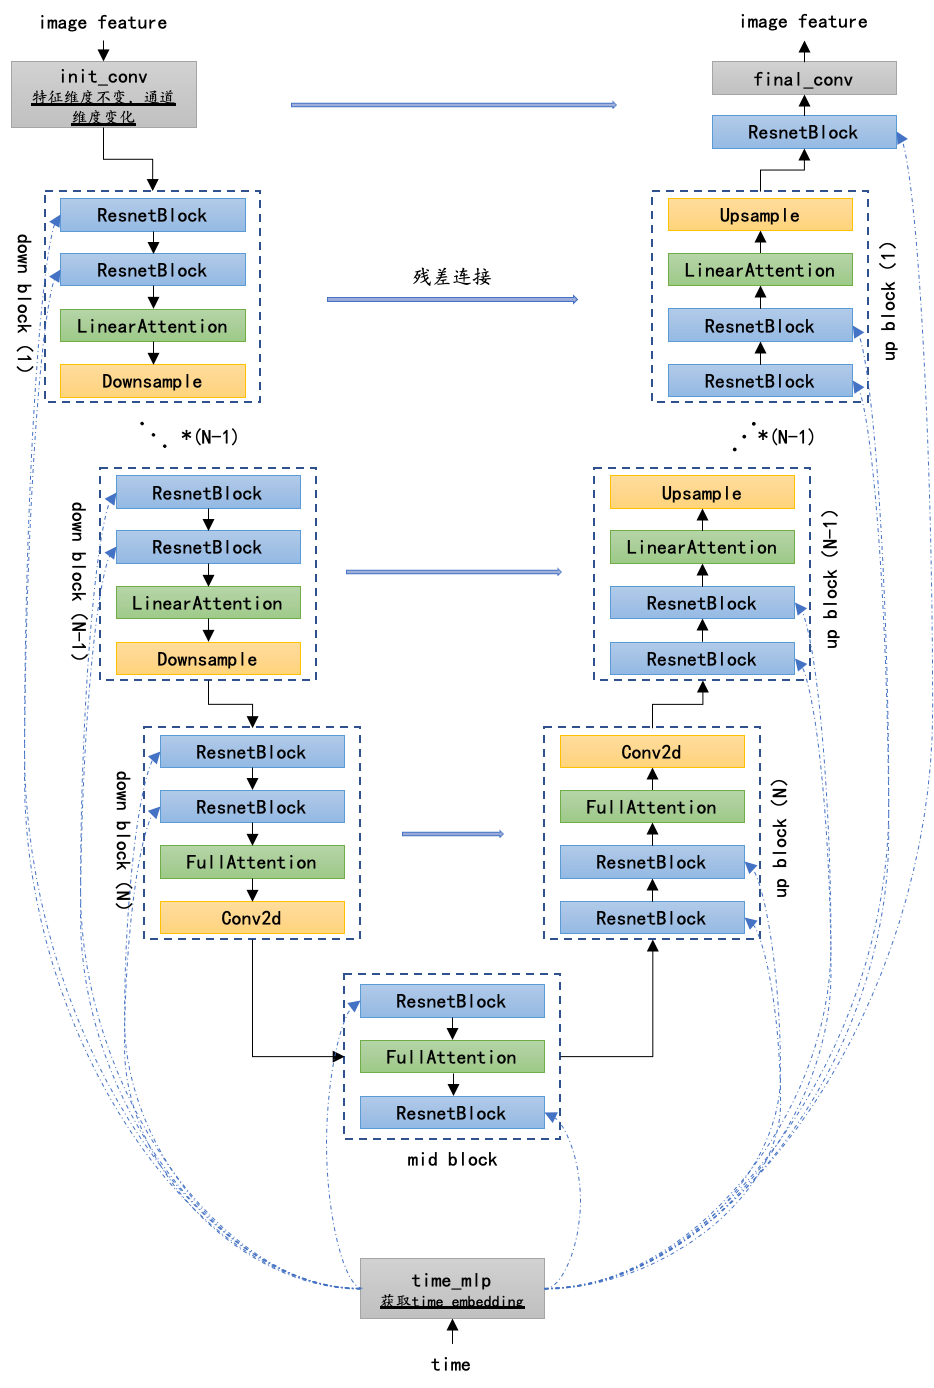 image feature
init_conv
特征维度不变，通道
维度变化
down block (1)
ResnetBlock
ResnetBlock
LinearAttention
Downsample
*(N-1)
down block (N-1)
ResnetBlock
ResnetBlock
LinearAttention
Downsample
down block (N)
ResnetBlock
ResnetBlock
FullAttention
Conv2d
残差连接
ResnetBlock
FullAttention
ResnetBlock
mid block
time_mlp
获取time embedding
time
image feature
final_conv
ResnetBlock
Upsample
LinearAttention
ResnetBlock
ResnetBlock
up block (1)
*(N-1)
Upsample
LinearAttention
ResnetBlock
ResnetBlock
up block (N-1)
Conv2d
FullAttention
ResnetBlock
ResnetBlock
up block (N)